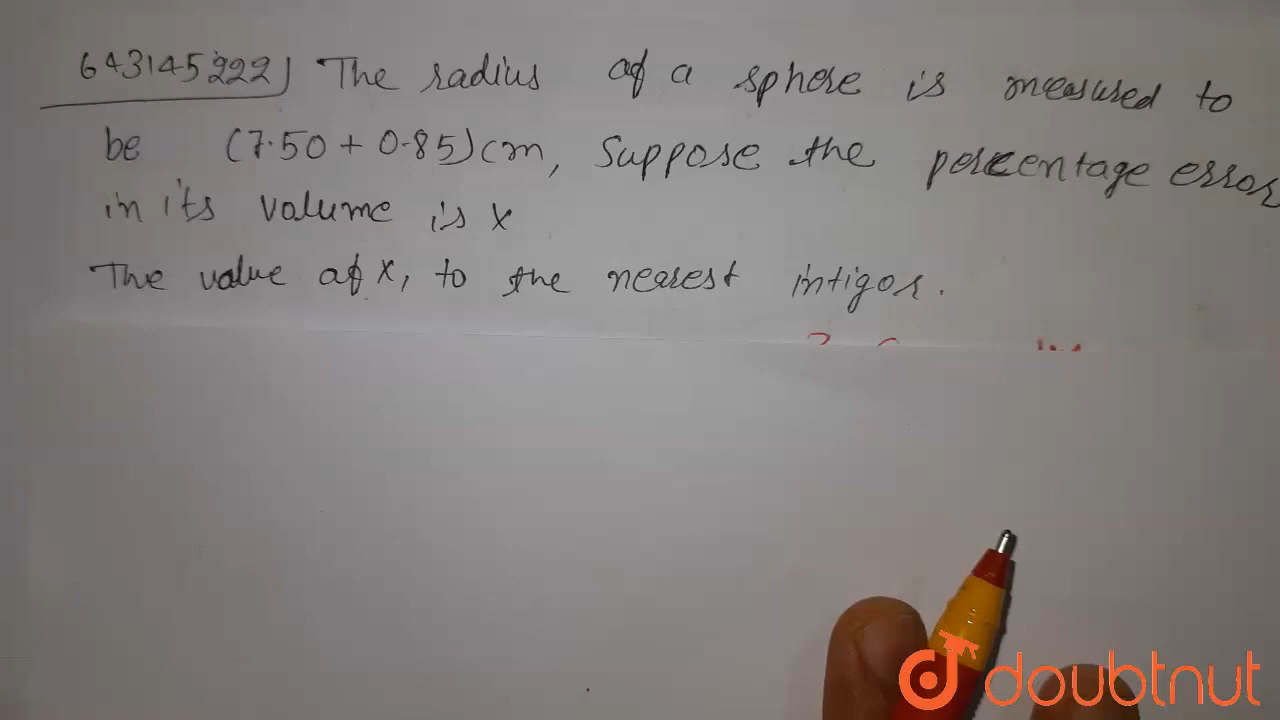 643145222) The radius of a sphere is measured to
be (7.50 + 0.85) cm, Suppose the percentage error
in its volume is x
The value of x, to the nearest intigor.
doubtnut